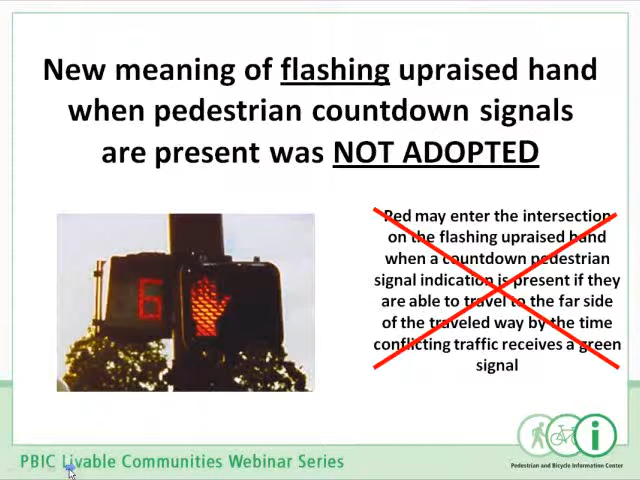 New meaning of flashing upraised hand
when pedestrian countdown signals
are present was NOT ADOPTED
6
Ped may enter the intersection
on the flashing upraised hand
when a countdown pedestrian
signal indication is present if they
are able to travel to the far side
of the traveled way by the time
conflicting traffic receives a green
signal
i
PBIC Livable Communities Webinar Series
Pedestrian and Bicycle Information Center